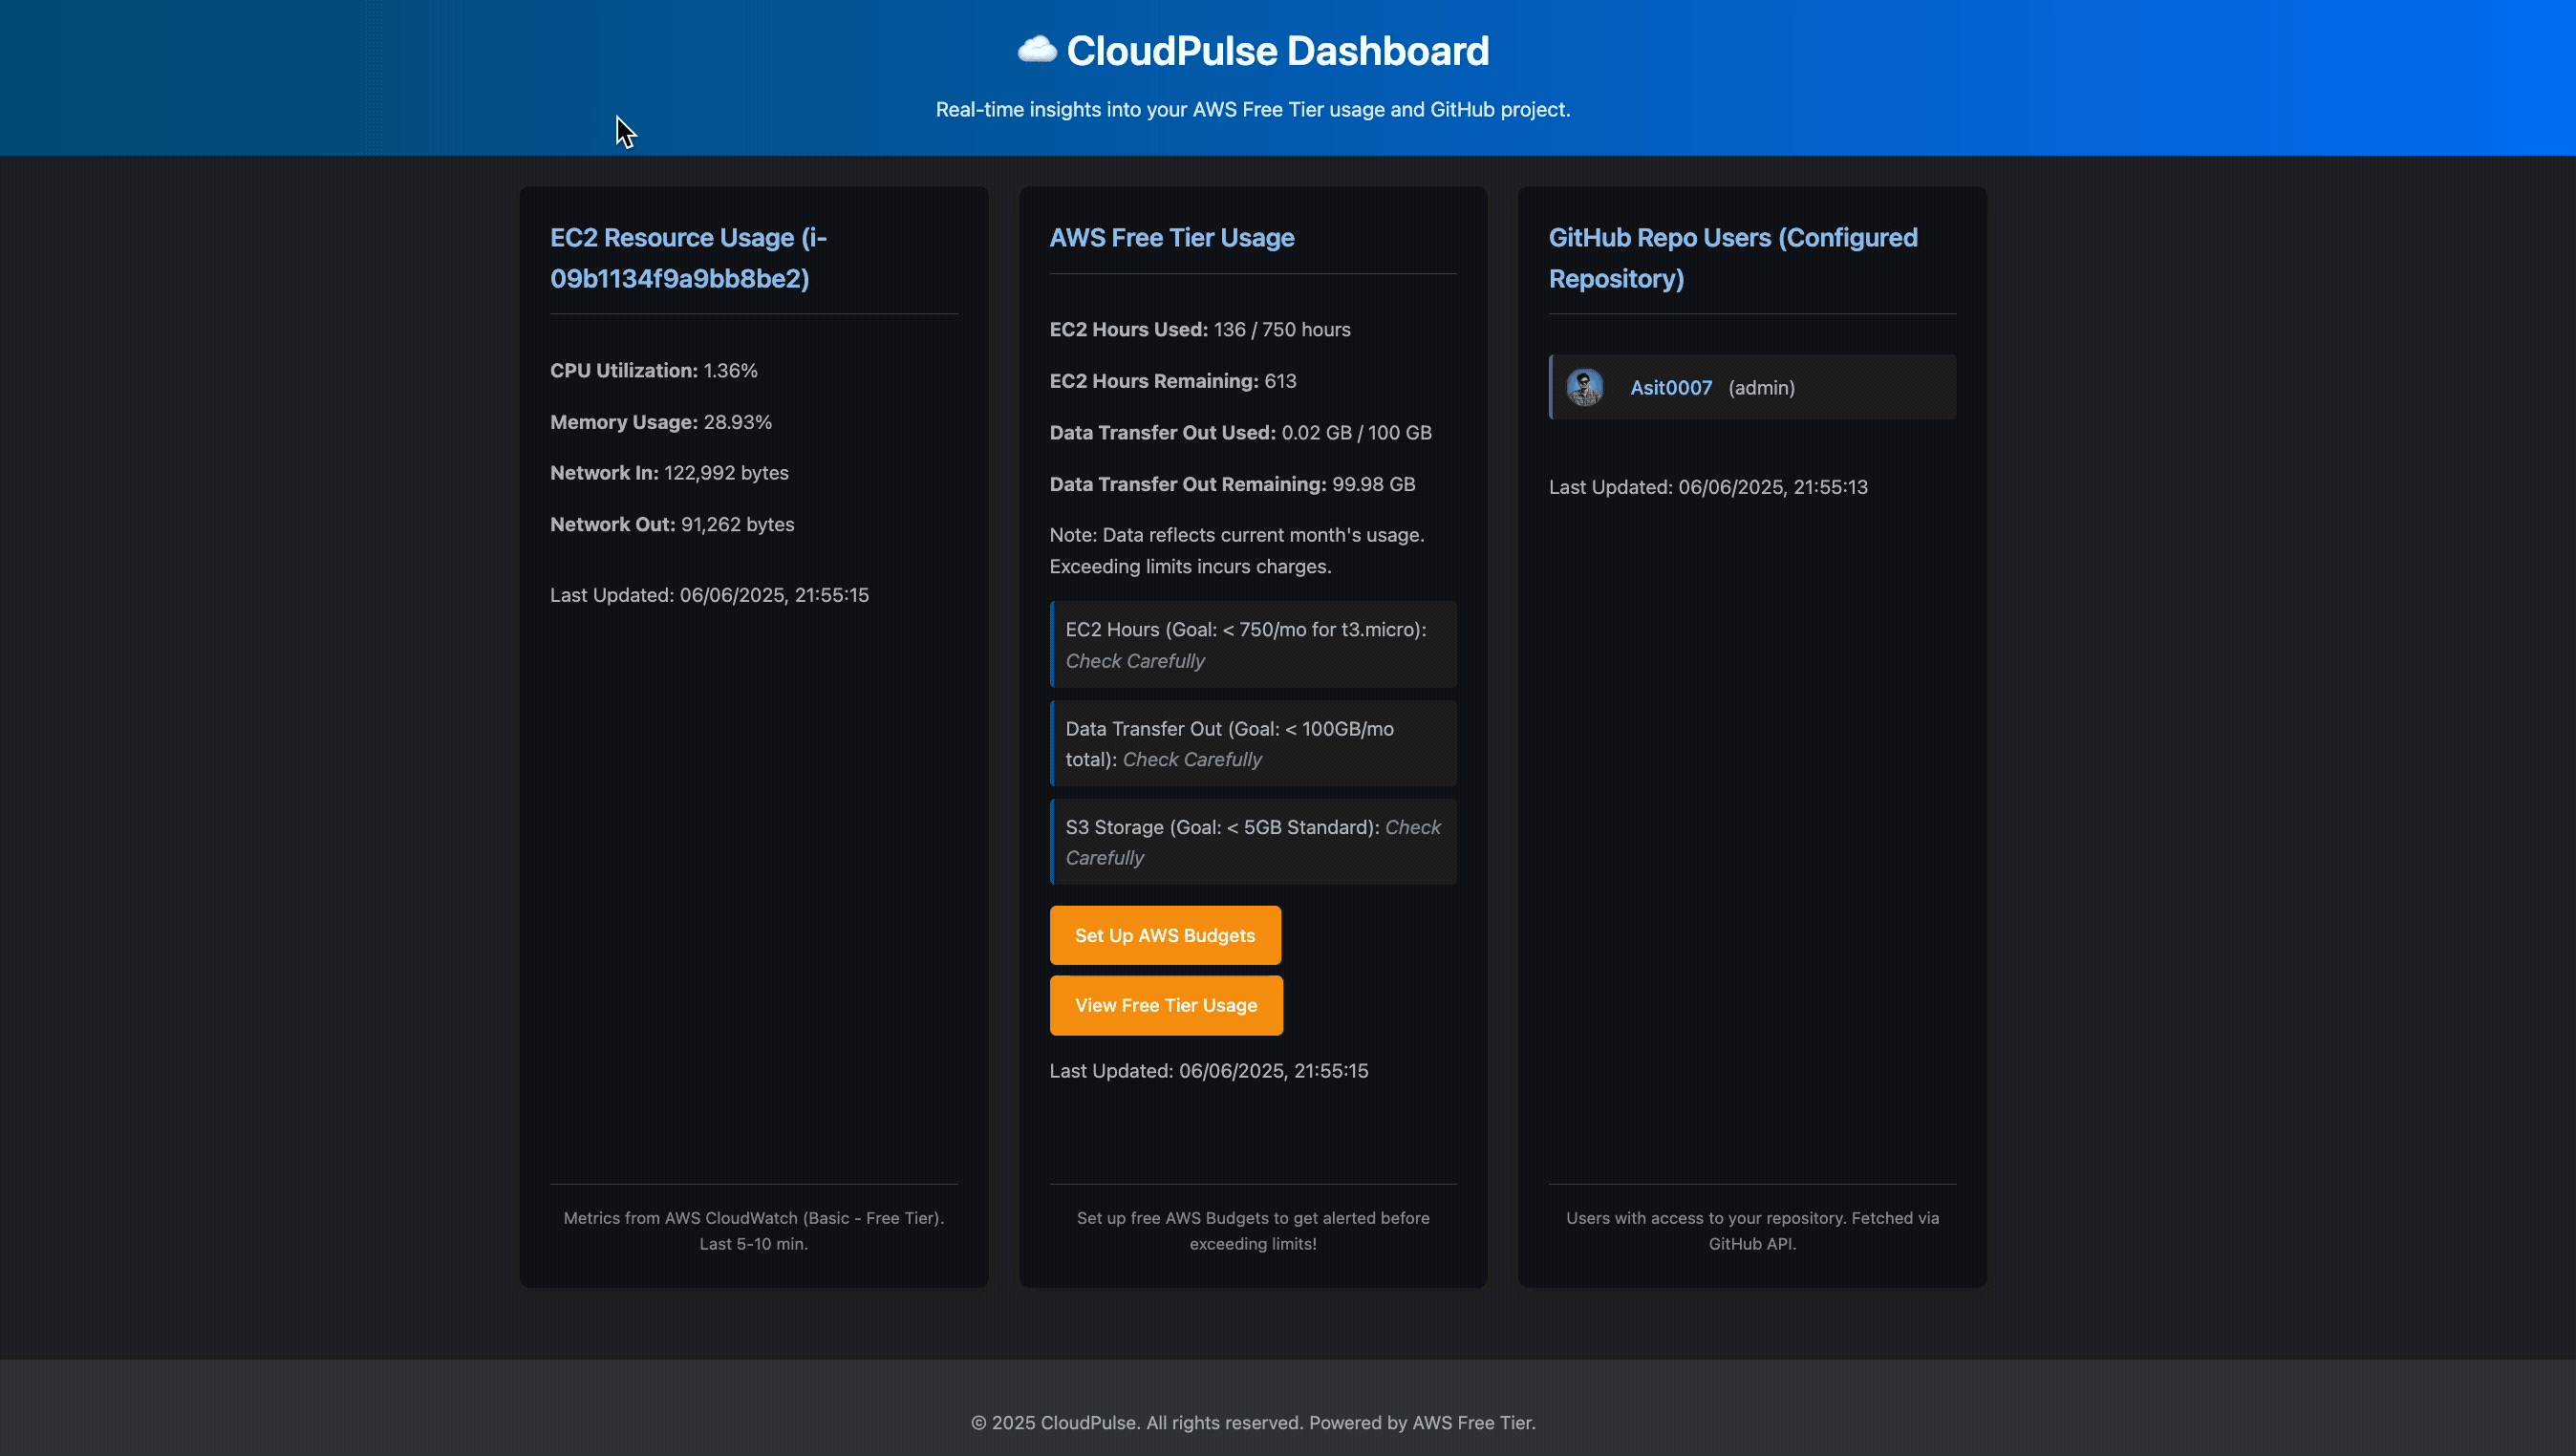 CloudPulse Dashboard
Real-time insights into your AWS Free Tier usage and GitHub project.
EC2 Resource Usage (i-
09b1134f9a9bb8be2)
CPU Utilization: 1.36%
Memory Usage: 28.93%
Network In: 122,992 bytes
Network Out: 91,262 bytes
Last Updated: 06/06/2025, 21:55:15
Metrics from AWS CloudWatch (Basic - Free Tier).
Last 5-10 min.
AWS Free Tier Usage
EC2 Hours Used: 136 / 750 hours
EC2 Hours Remaining: 613
Data Transfer Out Used: 0.02 GB / 100 GB
Data Transfer Out Remaining: 99.98 GB
Note: Data reflects current month's usage.
Exceeding limits incurs charges.
EC2 Hours (Goal: < 750/mo for t3.micro):
Check Carefully
Data Transfer Out (Goal: < 100GB/mo
total): Check Carefully
S3 Storage (Goal: < 5GB Standard): Check
Carefully
Set Up AWS Budgets
View Free Tier Usage
Last Updated: 06/06/2025, 21:55:15
Set up free AWS Budgets to get alerted before
exceeding limits!
GitHub Repo Users (Configured
Repository)
Asit0007 (admin)
Last Updated: 06/06/2025, 21:55:13
Users with access to your repository. Fetched via
GitHub API.
© 2025 CloudPulse. All rights reserved. Powered by AWS Free Tier.